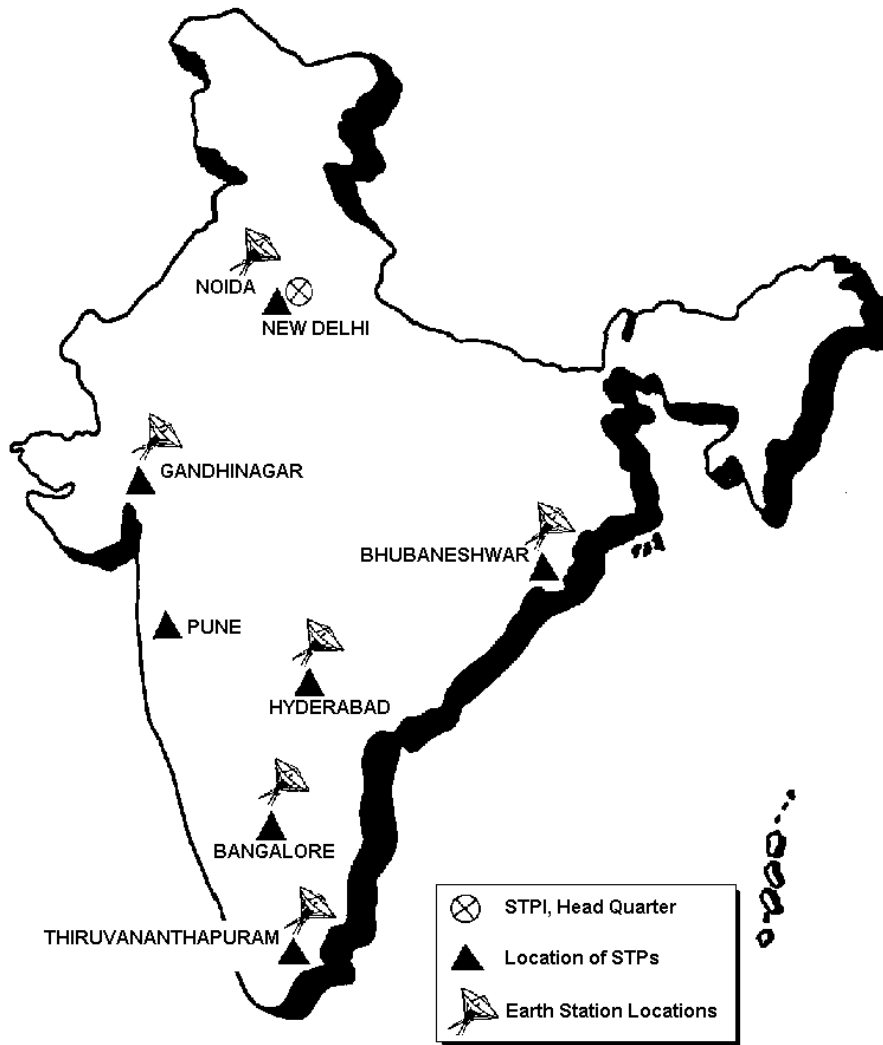 NOIDA
NEW DELHI
GANDHINAGAR
BHUBANESHWAR
PUNE
HYDERABAD
BANGALORE
THIRUVANANTHAPURAM
STPI, Head Quarter
Location of STPs
Earth Station Locations